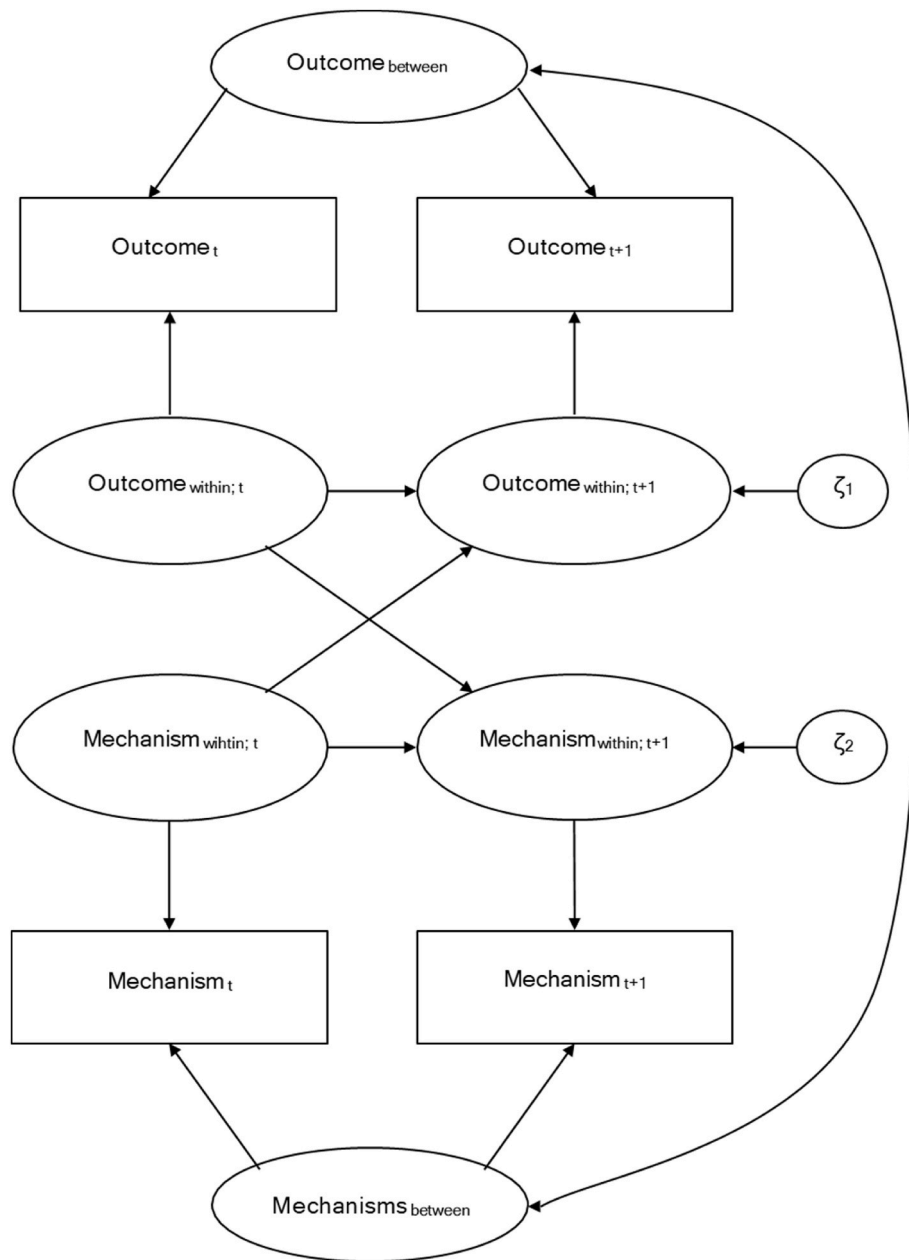 Outcome between
Outcome t
Outcome t+1
Outcome within; t
Outcome within; t+1
ζ1
Mechanism wihtin; t
Mechanism within; t+1
ζ2
Mechanism t
Mechanism t+1
Mechanisms between